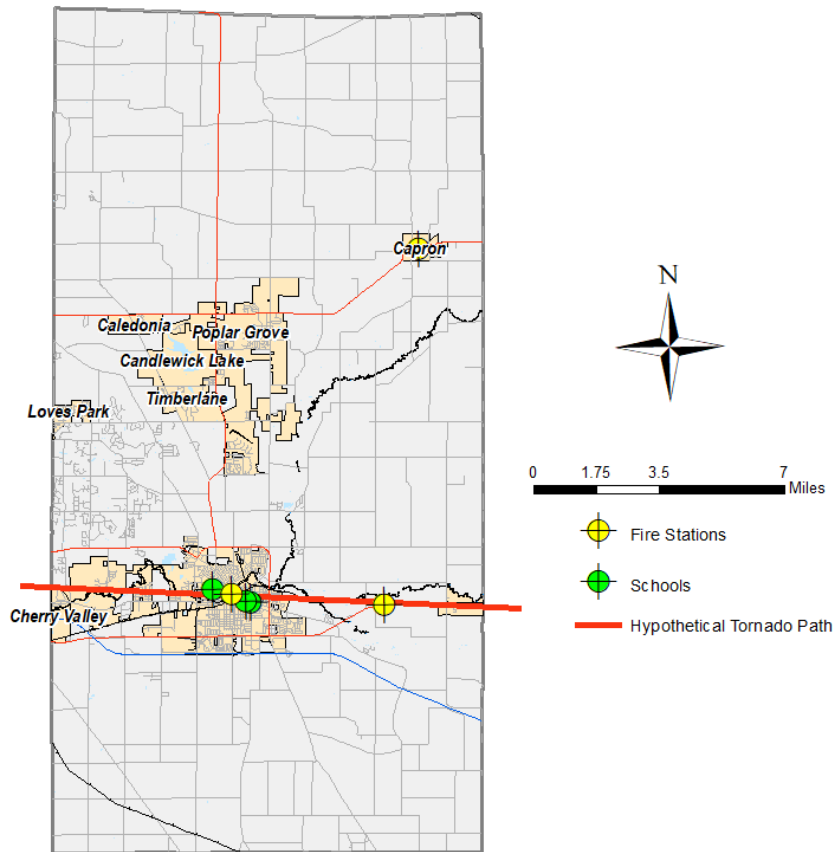 Capron
Caledonia
Poplar Grove
Candlewick Lake
Timberlane
Loves Park
Cherry Valley
N
0 1.75 3.5 7
Miles
Fire Stations
Schools
Hypothetical Tornado Path